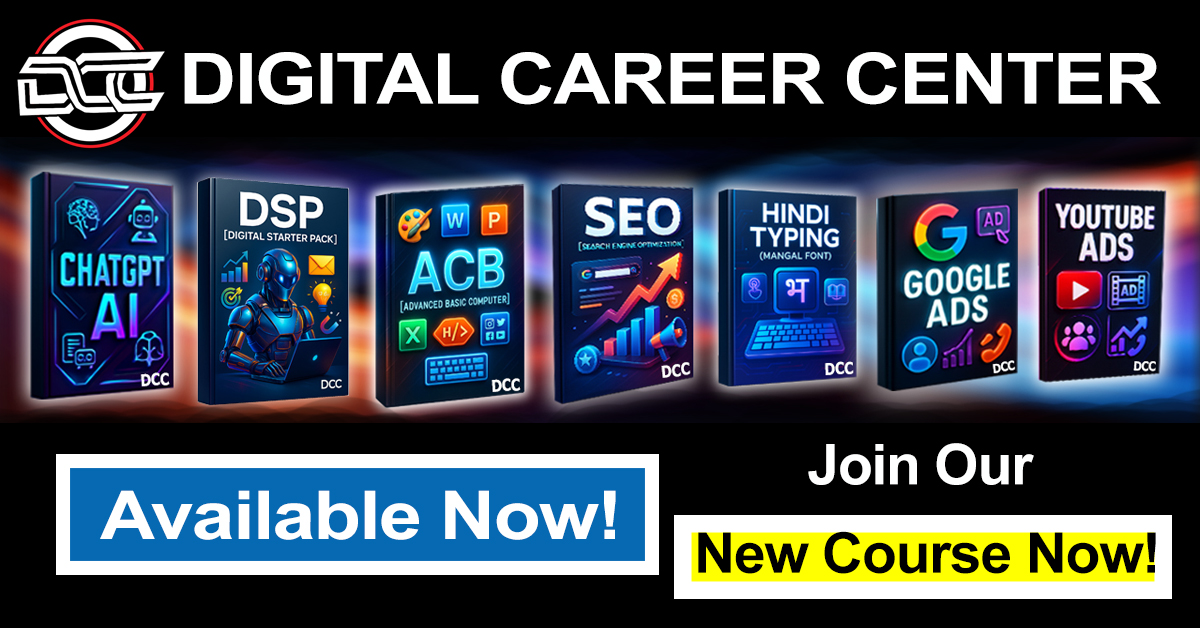 DCC
DIGITAL CAREER CENTER
CHATGPT
AI
DCC
DSP
[DIGITAL STARTER PACK]
DCC
W
P
ACB
[ADVANCED BASIC COMPUTER]
X
H/>
DCC
SEO
[SEARCH ENGINE OPTIMIZATION]
DCC
HINDI
TYPING
(MANGAL FONT)
भ
DCC
G
AD
GOOGLE
ADS
DCC
YOUTUBE
ADS
AD
DCC
Available Now!
Join Our
New Course Now!